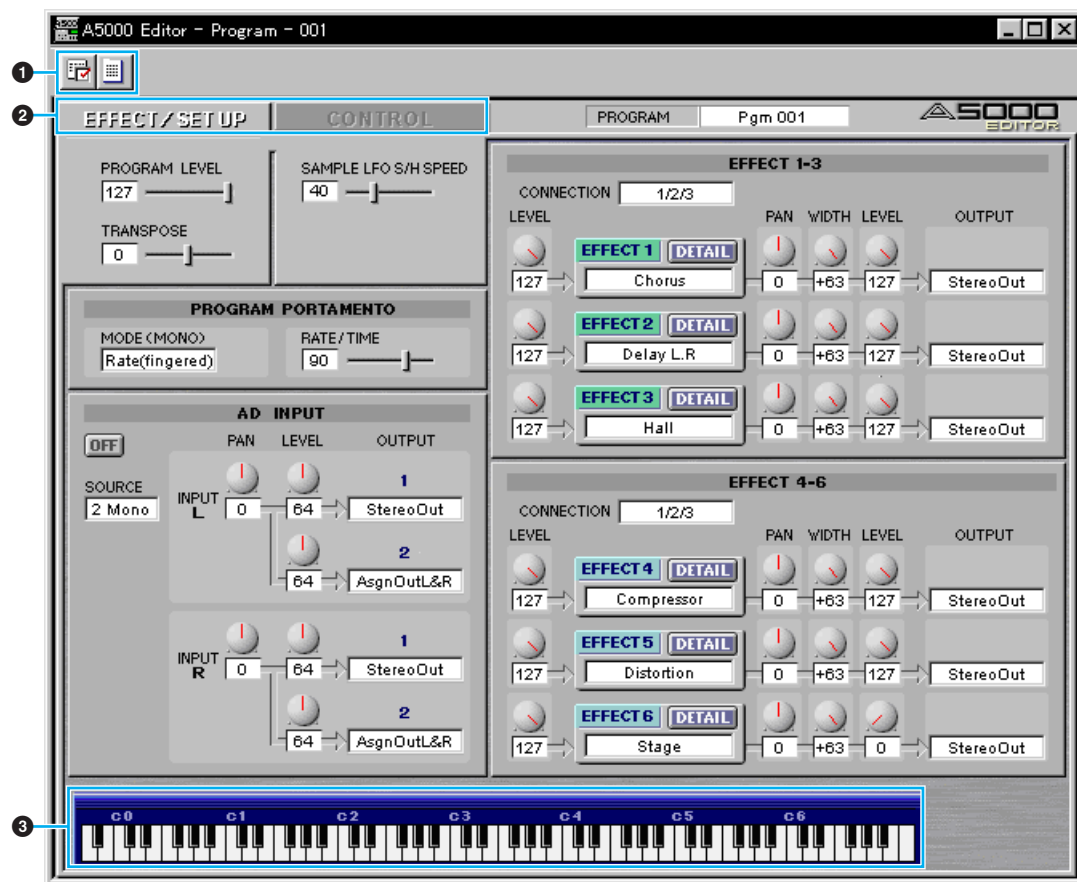 A5000 Editor - Program - 001
1
2
EFFECT/SETUP CONTROL
PROGRAM Pgm 001
A5000
EDITOR
PROGRAM LEVEL
127
TRANSPOSE
0
SAMPLE LFO S/H SPEED
40
PROGRAM PORTAMENTO
MODE(MONO)
Rate(fingered)
RATE/TIME
90
AD INPUT
OFF
PAN LEVEL OUTPUT
SOURCE
2 Mono
INPUT
L
0 64
1
StereoOut
64
2
AsgnOutL&R
INPUT
R
0 64
1
StereoOut
64
2
AsgnOutL&R
EFFECT 1-3
CONNECTION 1/2/3
LEVEL PAN WIDTH LEVEL OUTPUT
EFFECT 1 DETAIL
127 Chorus 0 +63 127 StereoOut
EFFECT 2 DETAIL
127 Delay L.R 0 +63 127 StereoOut
EFFECT 3 DETAIL
127 Hall 0 +63 127 StereoOut
EFFECT 4-6
CONNECTION 1/2/3
LEVEL PAN WIDTH LEVEL OUTPUT
EFFECT 4 DETAIL
127 Compressor 0 +63 127 StereoOut
EFFECT 5 DETAIL
127 Distortion 0 +63 127 StereoOut
EFFECT 6 DETAIL
127 Stage 0 +63 0 StereoOut
3
c0 c1 c2 c3 c4 c5 c6